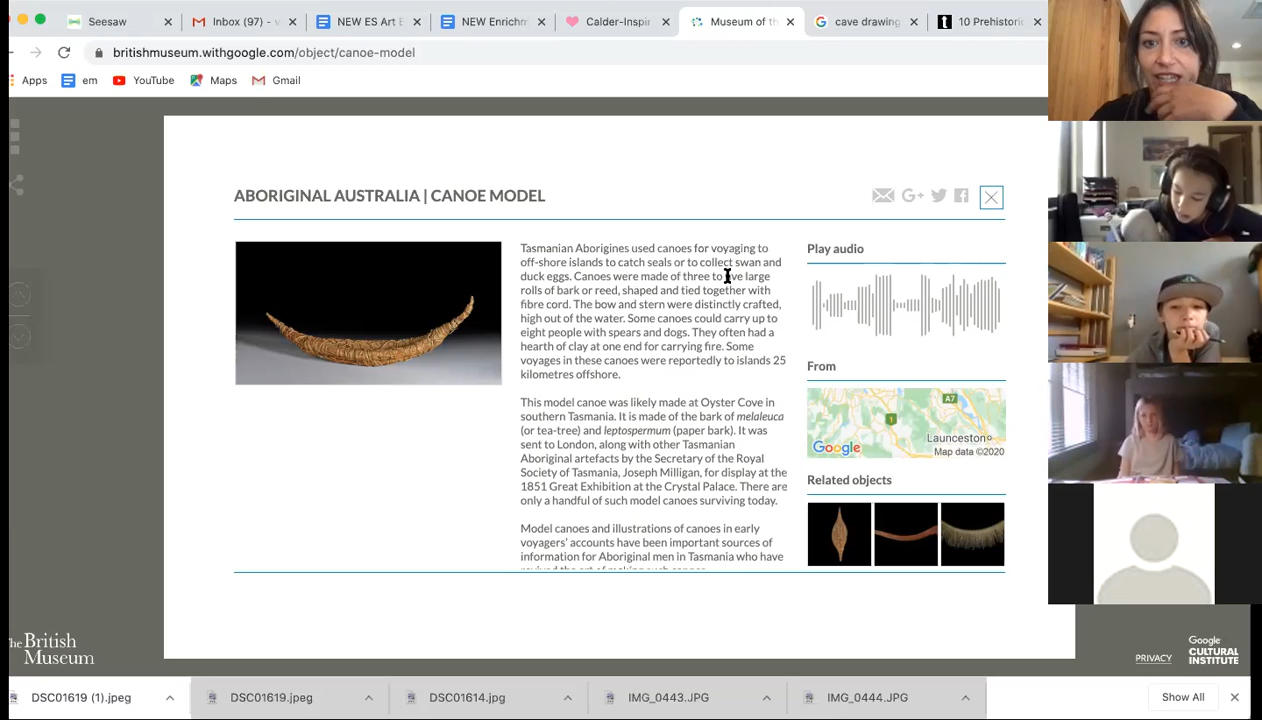 Seesaw
Inbox (97) -
NEW ES Art
NEW Enrichm
Calder-Inspir
Museum of th
cave drawing
10 Prehistoric
britishmuseum.withgoogle.com/object/canoe-model
Apps
em
YouTube
Maps
Gmail
ABORIGINAL AUSTRALIA | CANOE MODEL
Tasmanian Aborigines used canoes for voyaging to
off-shore islands to catch seals or to collect swan and
duck eggs. Canoes were made of three to five large
rolls of bark or reed, shaped and tied together with
fibre cord. The bow and stern were distinctly crafted,
high out of the water. Some canoes could carry up to
eight people with spears and dogs. They often had a
hearth of clay at one end for carrying fire. Some
voyages in these canoes were reportedly to islands 25
kilometres offshore.
This model canoe was likely made at Oyster Cove in
southern Tasmania. It is made of the bark of melaleuca
(or tea-tree) and leptospermum (paper bark). It was
sent to London, along with other Tasmanian
Aboriginal artefacts by the Secretary of the Royal
Society of Tasmania, Joseph Milligan, for display at the
1851 Great Exhibition at the Crystal Palace. There are
only a handful of such model canoes surviving today.
Model canoes and illustrations of canoes in early
voyagers' accounts have been important sources of
information for Aboriginal men in Tasmania who have
revived the art of making such canoes.
Play audio
From
A7
1
Launceston
Google
Map data ©2020
Related objects
The British
Museum
PRIVACY
Google
CULTURAL
INSTITUTE
DSC01619 (1).jpeg
DSC01619.jpeg
DSC01614.jpg
IMG_0443.JPG
IMG_0444.JPG
Show All